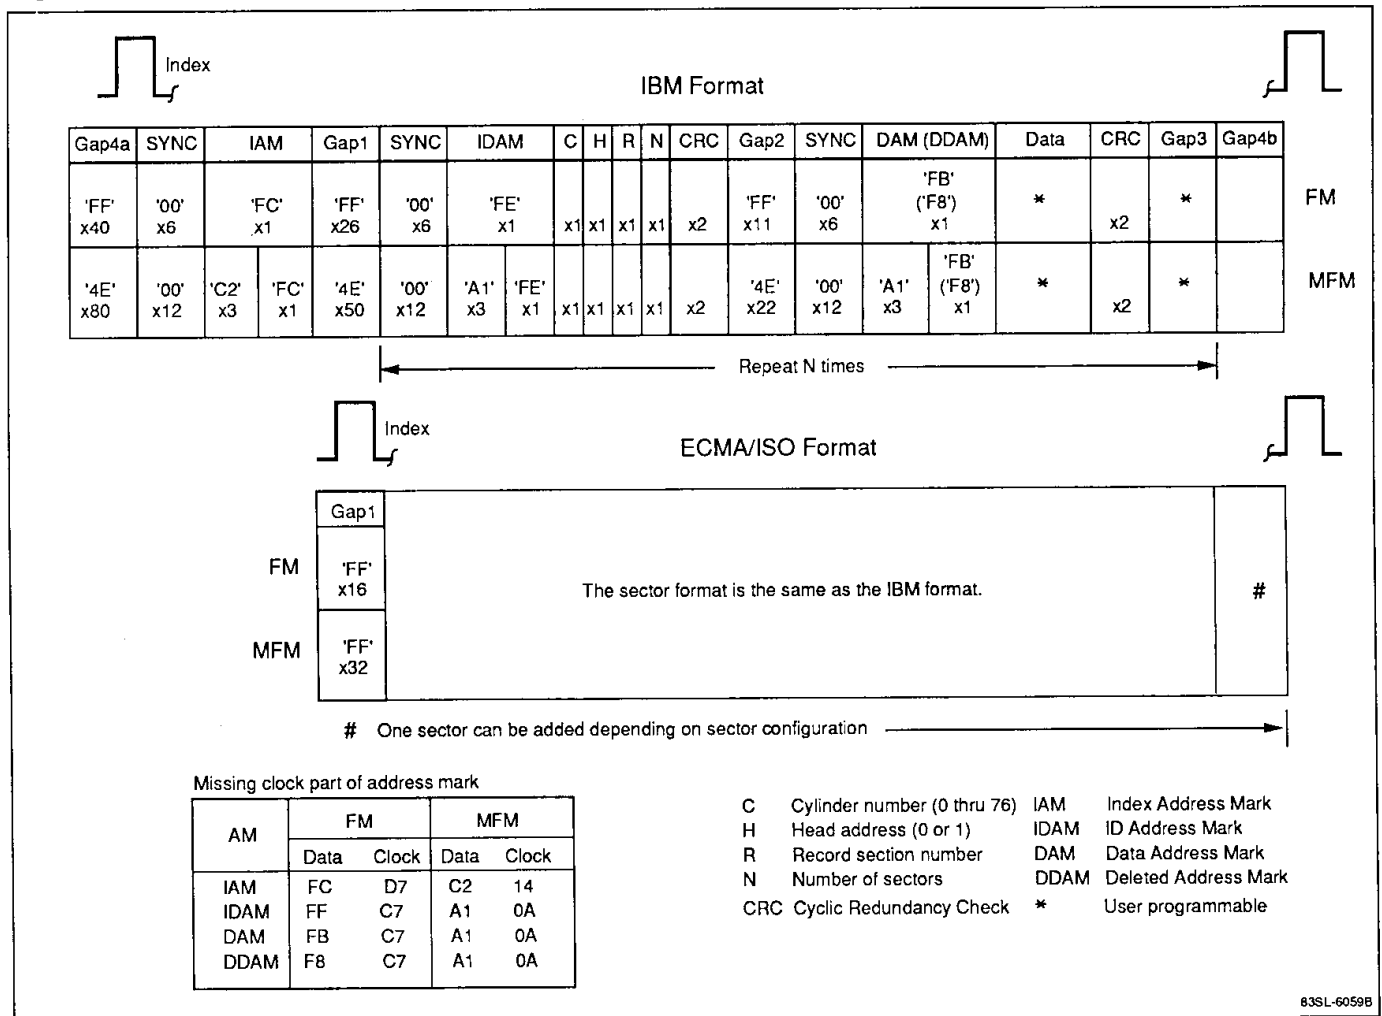 Index
IBM Format
Gap4a SYNC IAM Gap1 SYNC IDAM C H R N CRC Gap2 SYNC DAM (DDAM) Data CRC Gap3 Gap4b
'FF' x40 '00' x6 'FC' x1 'FF' x26 '00' x6 'FE' x1 x1 x1 x1 x1 x2 'FF' x11 '00' x6 'FB' ('F8') x1 * x2 * FM
'4E' x80 '00' x12 'C2' x3 'FC' x1 '4E' x50 '00' x12 'A1' x3 'FE' x1 x1 x1 x1 x1 x2 '4E' x22 '00' x12 'A1' x3 'FB' ('F8') x1 * x2 * MFM
Repeat N times
Index
ECMA/ISO Format
Gap1
FM 'FF' x16
The sector format is the same as the IBM format.
#
MFM 'FF' x32
# One sector can be added depending on sector configuration
Missing clock part of address mark
AM FM MFM
Data Clock Data Clock
IAM FC D7 C2 14
IDAM FF C7 A1 0A
DAM FB C7 A1 0A
DDAM F8 C7 A1 0A
C Cylinder number (0 thru 76) IAM Index Address Mark
H Head address (0 or 1) IDAM ID Address Mark
R Record section number DAM Data Address Mark
N Number of sectors DDAM Deleted Address Mark
CRC Cyclic Redundancy Check * User programmable
83SL-6059B